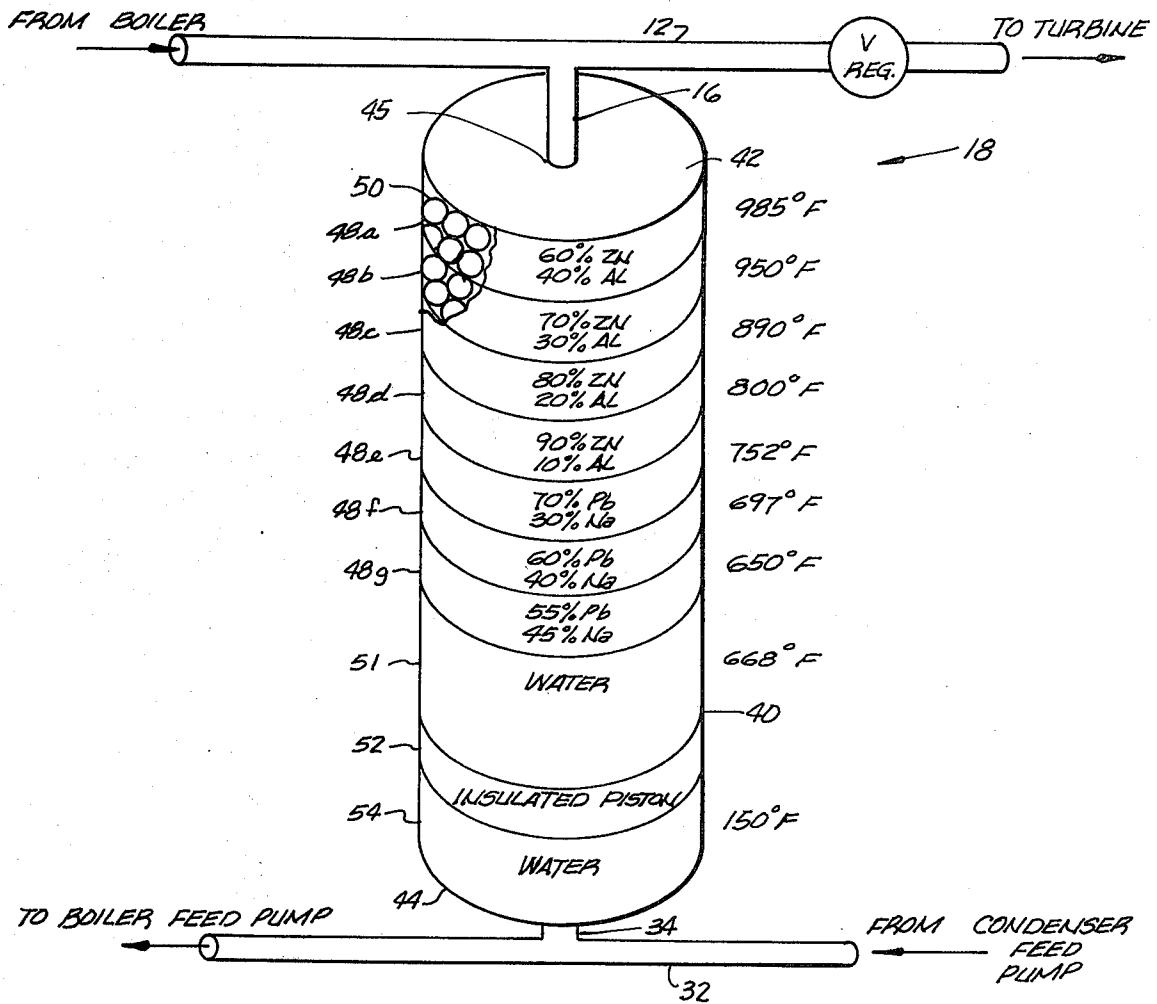 FROM BOILER
12
V
REG.
TO TURBINE
45
16
42
18
50
985°F
48a
60% ZN
40% AL
950°F
48b
70% ZN
30% AL
890°F
48c
80% ZN
20% AL
800°F
48d
90% ZN
10% AL
752°F
48e
70% Pb
30% Na
697°F
48f
60% Pb
40% Na
650°F
48g
55% Pb
45% Na
51
668°F
WATER
40
52
INSULATED PISTON
54
150°F
WATER
44
TO BOILER FEED PUMP
34
FROM CONDENSER
FEED
PUMP
32